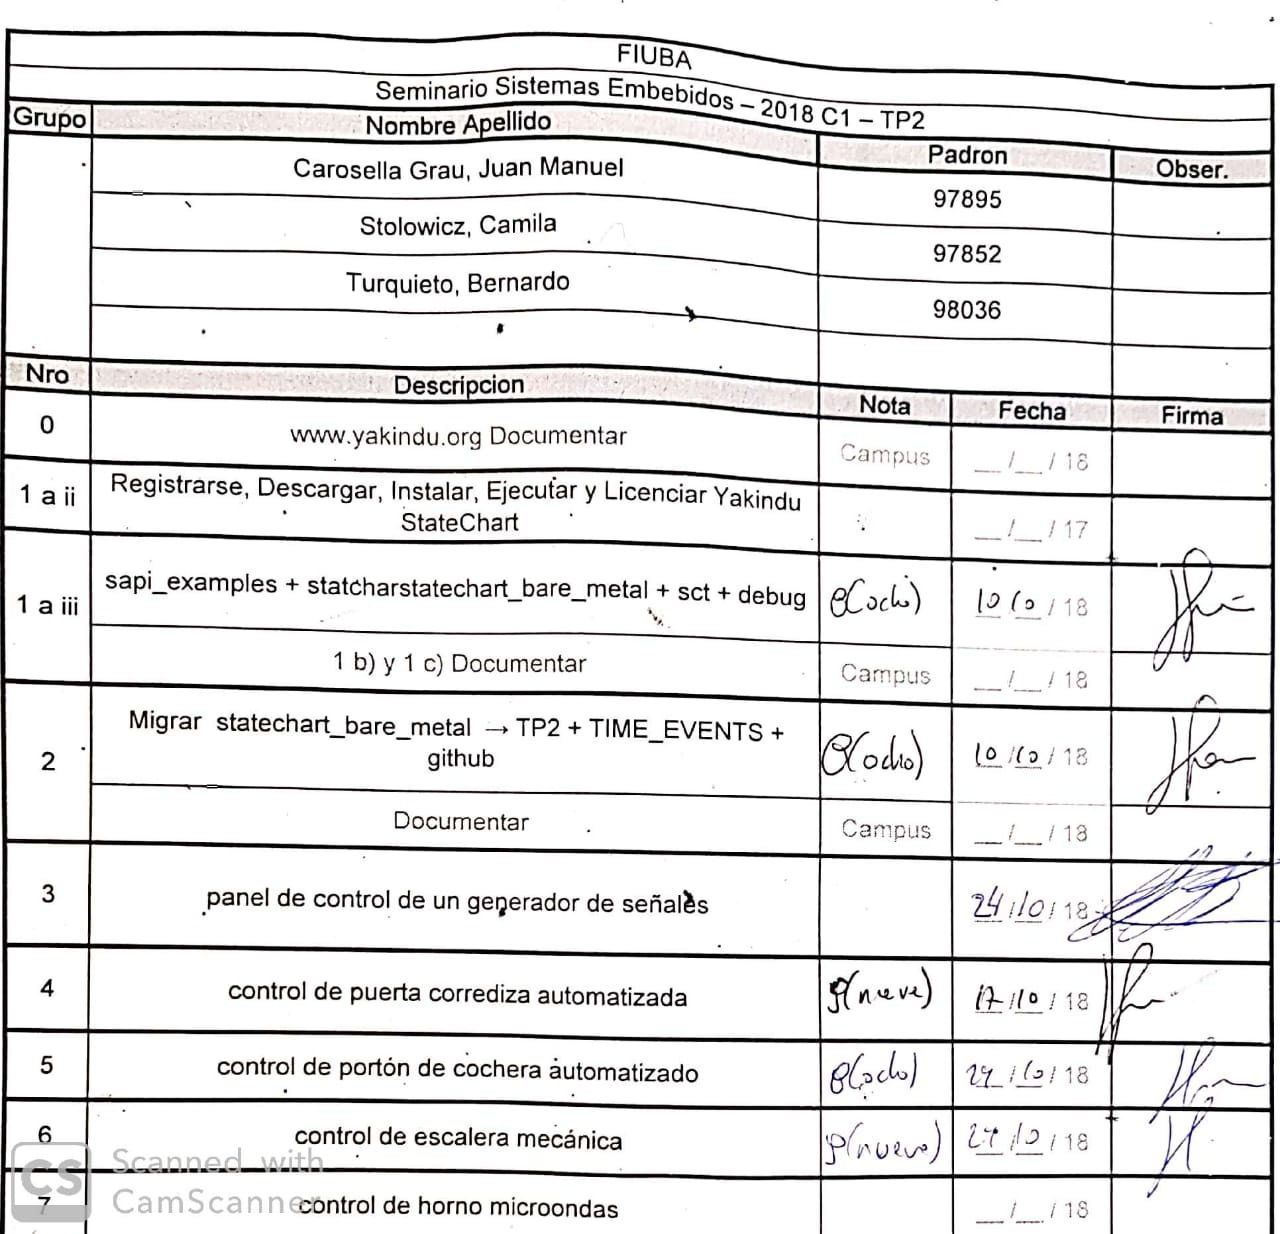 FIUBA
Seminario Sistemas Embebidos – 2018 C1 – TP2
Grupo Nombre Apellido Padron Obser.
Carosella Grau, Juan Manuel 97895
Stolowicz, Camila 97852
Turquieto, Bernardo 98036
Nro Descripcion Nota Fecha Firma
0 www.yakindu.org Documentar Campus __/__/18
1 a ii Registrarse, Descargar, Instalar, Ejecutar y Licenciar Yakindu
StateChart __/__/17
1 a iii sapi_examples + statcharstatechart_bare_metal + sct + debug 8(ocho) 10/10/18
1 b) y 1 c) Documentar Campus __/__/18
2 Migrar statechart_bare_metal → TP2 + TIME_EVENTS +
github 8(ocho) 10/10/18
Documentar Campus __/__/18
3 panel de control de un generador de señales 24/10/18
4 control de puerta corrediza automatizada 9(nueve) 17/10/18
5 control de portón de cochera automatizado 8(ocho) 24/10/18
6 control de escalera mecánica 9(nueve) 24/10/18
7 control de horno microondas __/__/18
CS Scanned with
CamScanner